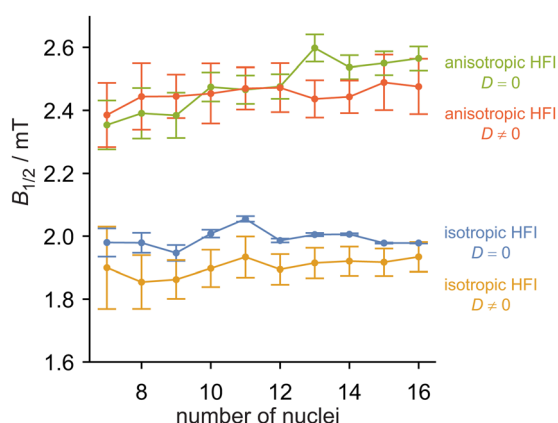 2.6
2.4
2.2
2.0
1.8
1.6
B1/2 / mT
8
10
12
14
16
number of nuclei
anisotropic HFI
D = 0
anisotropic HFI
D ≠ 0
isotropic HFI
D = 0
isotropic HFI
D ≠ 0